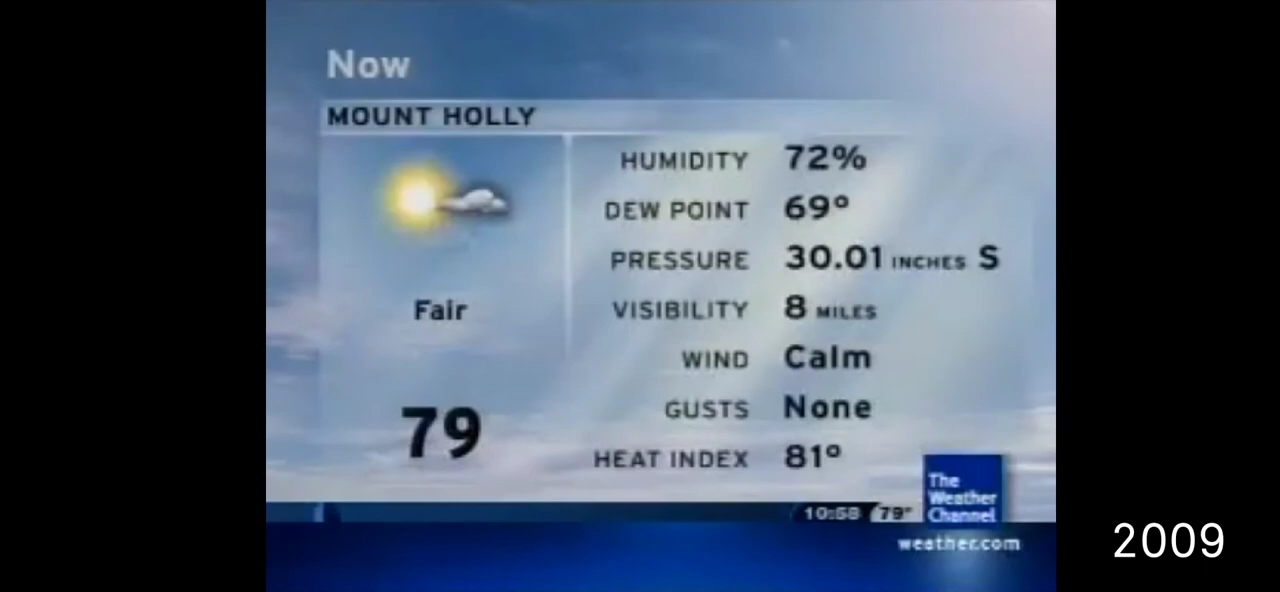 Now
MOUNT HOLLY
HUMIDITY 72%
DEW POINT 69°
PRESSURE 30.01 INCHES S
VISIBILITY 8 MILES
Fair
WIND Calm
GUSTS None
79
HEAT INDEX 81°
The
Weather
Channel
10:58 79°
weather.com
2009